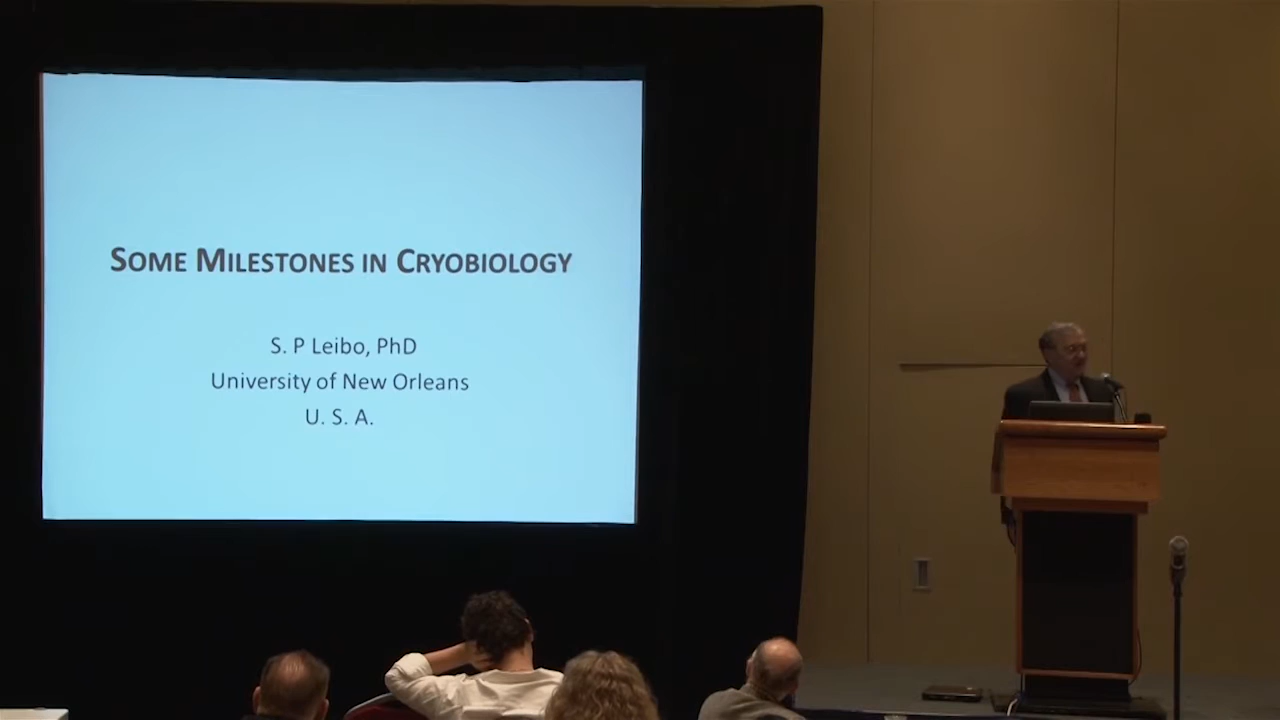 SOME MILESTONES IN CRYOBIOLOGY
S. P Leibo, PhD
University of New Orleans
U. S. A.